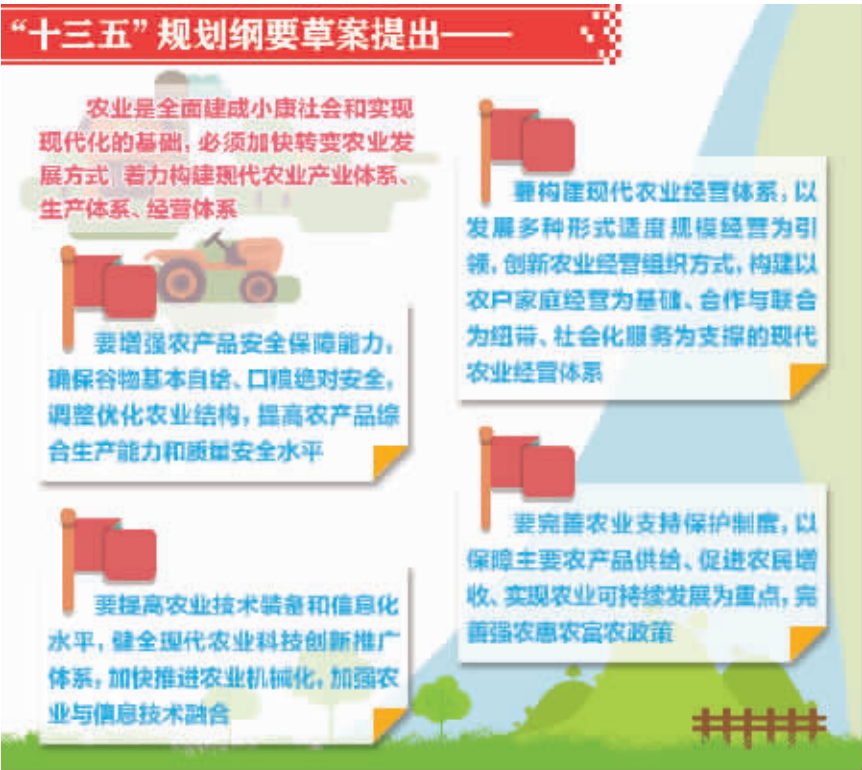 “十三五”规划纲要草案提出——
农业是全面建成小康社会和实现
现代化的基础，必须加快转变农业发
展方式，着力构建现代农业产业体系、
生产体系、经营体系
要增强农产品安全保障能力，
确保谷物基本自给、口粮绝对安全，
调整优化农业结构，提高农产品综
合生产能力和质量安全水平
要提高农业技术装备和信息化
水平，健全现代农业科技创新推广
体系，加快推进农业机械化，加强农
业与信息技术融合
要构建现代农业经营体系，以
发展多种形式适度规模经营为引
领，创新农业经营组织方式，构建以
农户家庭经营为基础、合作与联合
为纽带、社会化服务为支撑的现代
农业经营体系
要完善农业支持保护制度，以
保障主要农产品供给、促进农民增
收、实现农业可持续发展为重点，完
善强农惠农富农政策